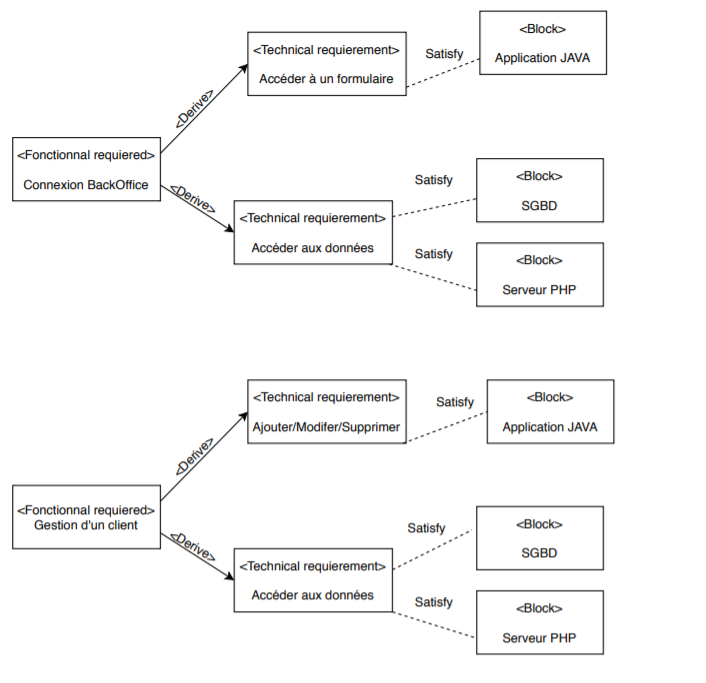 <Block>
Application JAVA
Satisfy
<Technical requierement>
Accéder à un formulaire
<Derive>
<Fonctionnal requiered>
Connexion BackOffice
<Derive>
<Technical requierement>
Accéder aux données
Satisfy
<Block>
SGBD
Satisfy
<Block>
Serveur PHP
<Technical requierement>
Ajouter/Modifer/Supprimer
Satisfy
<Block>
Application JAVA
<Derive>
<Fonctionnal requiered>
Gestion d'un client
<Derive>
<Technical requierement>
Accéder aux données
Satisfy
<Block>
SGBD
Satisfy
<Block>
Serveur PHP